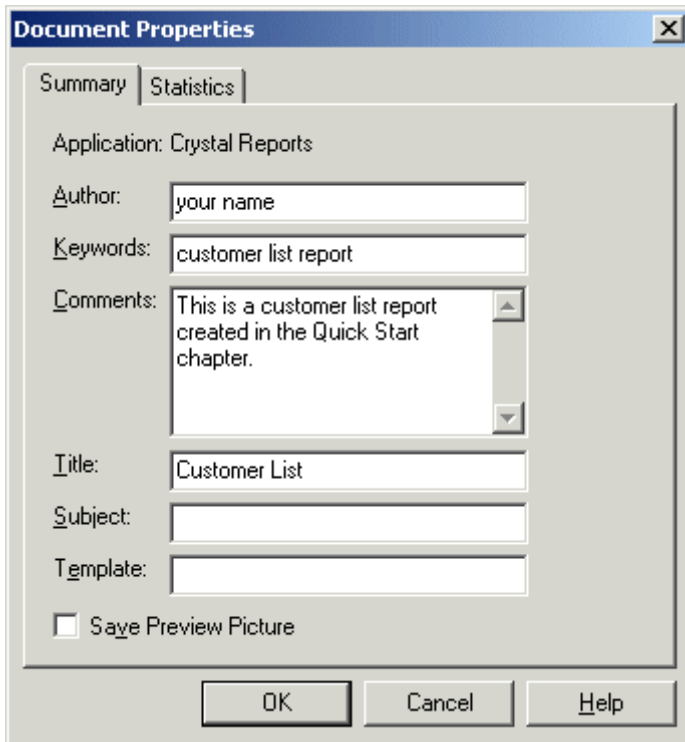 Document Properties
Summary
Statistics
Application: Crystal Reports
Author:
your name
Keywords:
customer list report
Comments:
This is a customer list report
created in the Quick Start
chapter.
Title:
Customer List
Subject:
Template:
Save Preview Picture
OK
Cancel
Help